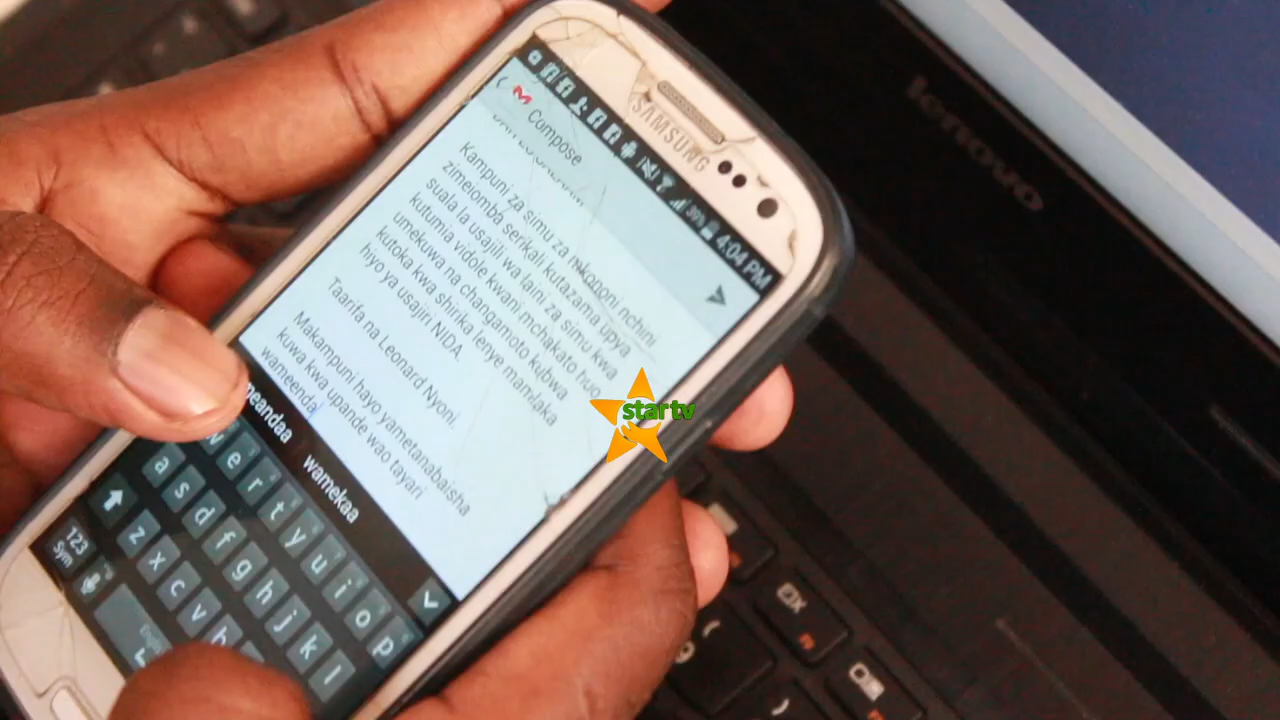 4:04 PM
SAMSUNG
Compose
Kampuni za simu za mkononi nchini
zimeiomba serikali kutazama upya
suala la usajili wa laini za simu kwa
kutumia vidole kwani mchakato huo
umekuwa na changamoto kubwa
kutoka kwa shirika lenye mamlaka
hiyo ya usajiri NIDA.
Taarifa na Leonard Nyoni.
Makampuni hayo yametanabaisha
kuwa kwa upande wao tayari
wameenda
wamekaa
startv
e r t y u i o p
a s d f g h j k l
z x c v
123
Sym
lenovo